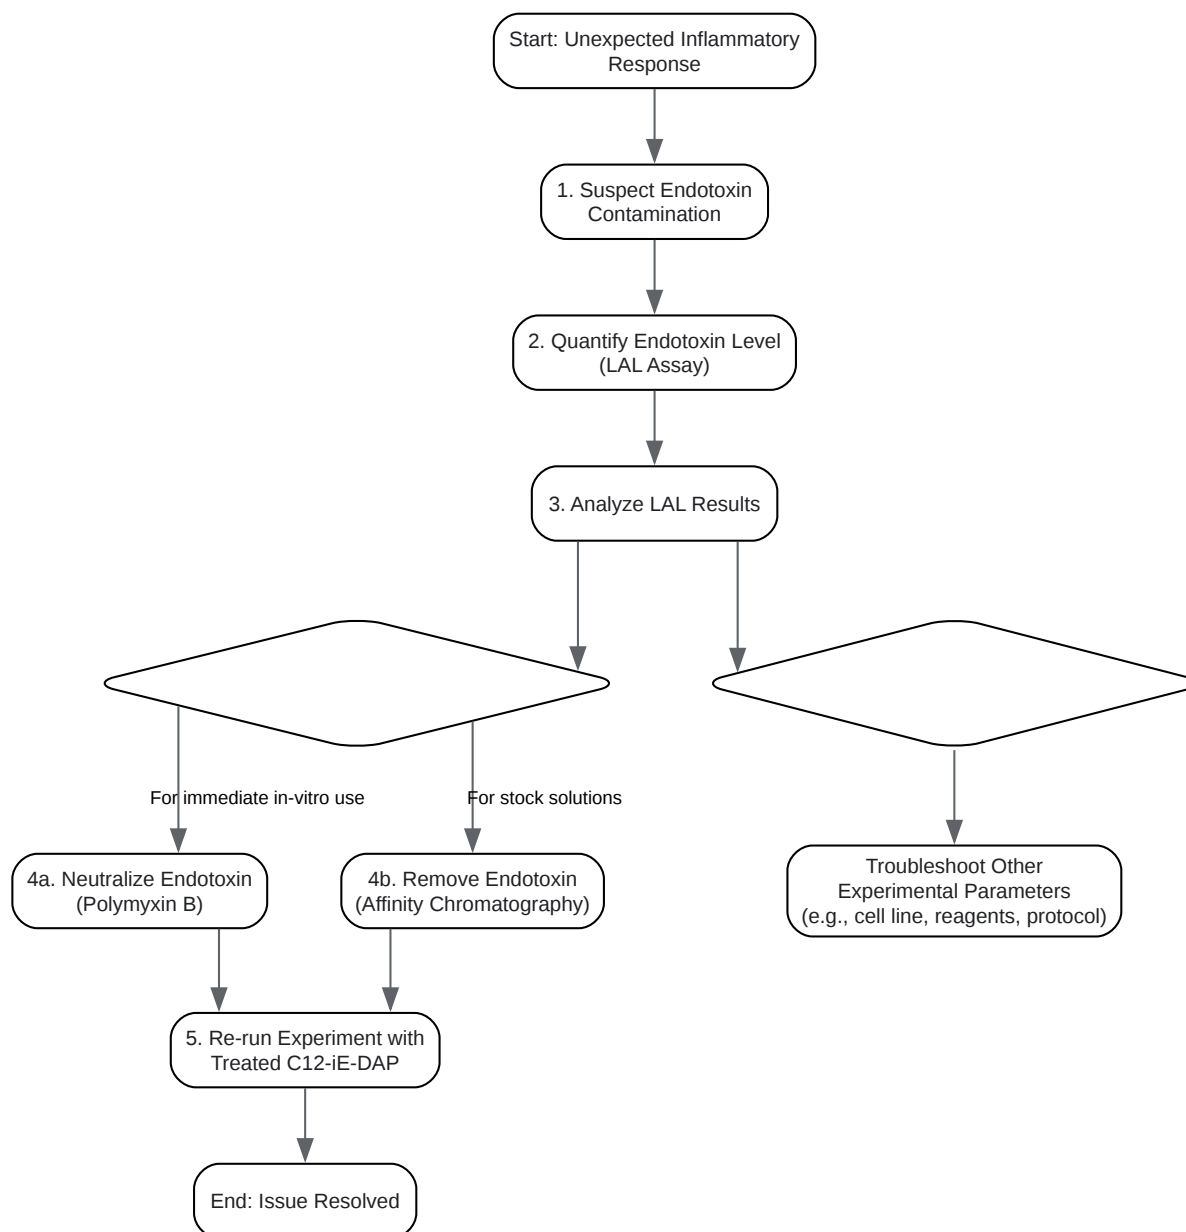 Start: Unexpected Inflammatory
Response
1. Suspect Endotoxin
Contamination
2. Quantify Endotoxin Level
(LAL Assay)
3. Analyze LAL Results
For immediate in-vitro use
For stock solutions
4a. Neutralize Endotoxin
(Polymyxin B)
4b. Remove Endotoxin
(Affinity Chromatography)
Troubleshoot Other
Experimental Parameters
(e.g., cell line, reagents, protocol)
5. Re-run Experiment with
Treated C12-iE-DAP
End: Issue Resolved